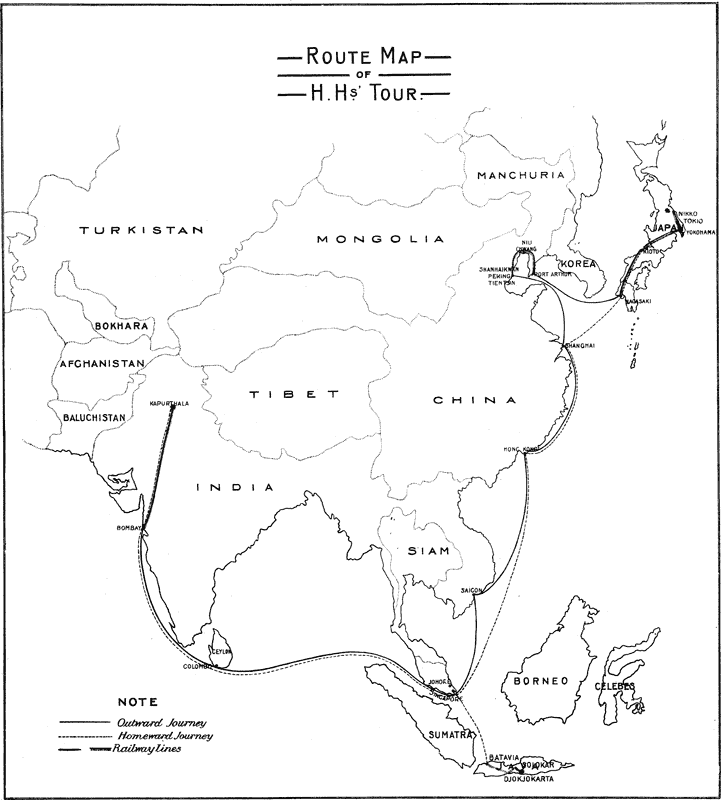 ROUTE MAP
OF
H.HS' TOUR.
MANCHURIA
TURKISTAN
MONGOLIA
NIKKO
TOKIO
JAPAN
YOKOHAMA
KIOTO
NIU
CHWANG
KOREA
SHANHAIKWAN
PORT ARTHUR
PEKING
TIENTSIN
NAGASAKI
BOKHARA
SHANGHAI
AFGHANISTAN
TIBET
CHINA
KAPURTHALA
BALUCHISTAN
HONG KONG
INDIA
BOMBAY
SIAM
SAIGON
CEYLON
COLOMBO
JOHORE
SINGAPORE
BORNEO
CELEBES
NOTE
Outward Journey
Homeward Journey
Railway lines
SUMATRA
BATAVIA
DJOKJOKARTA